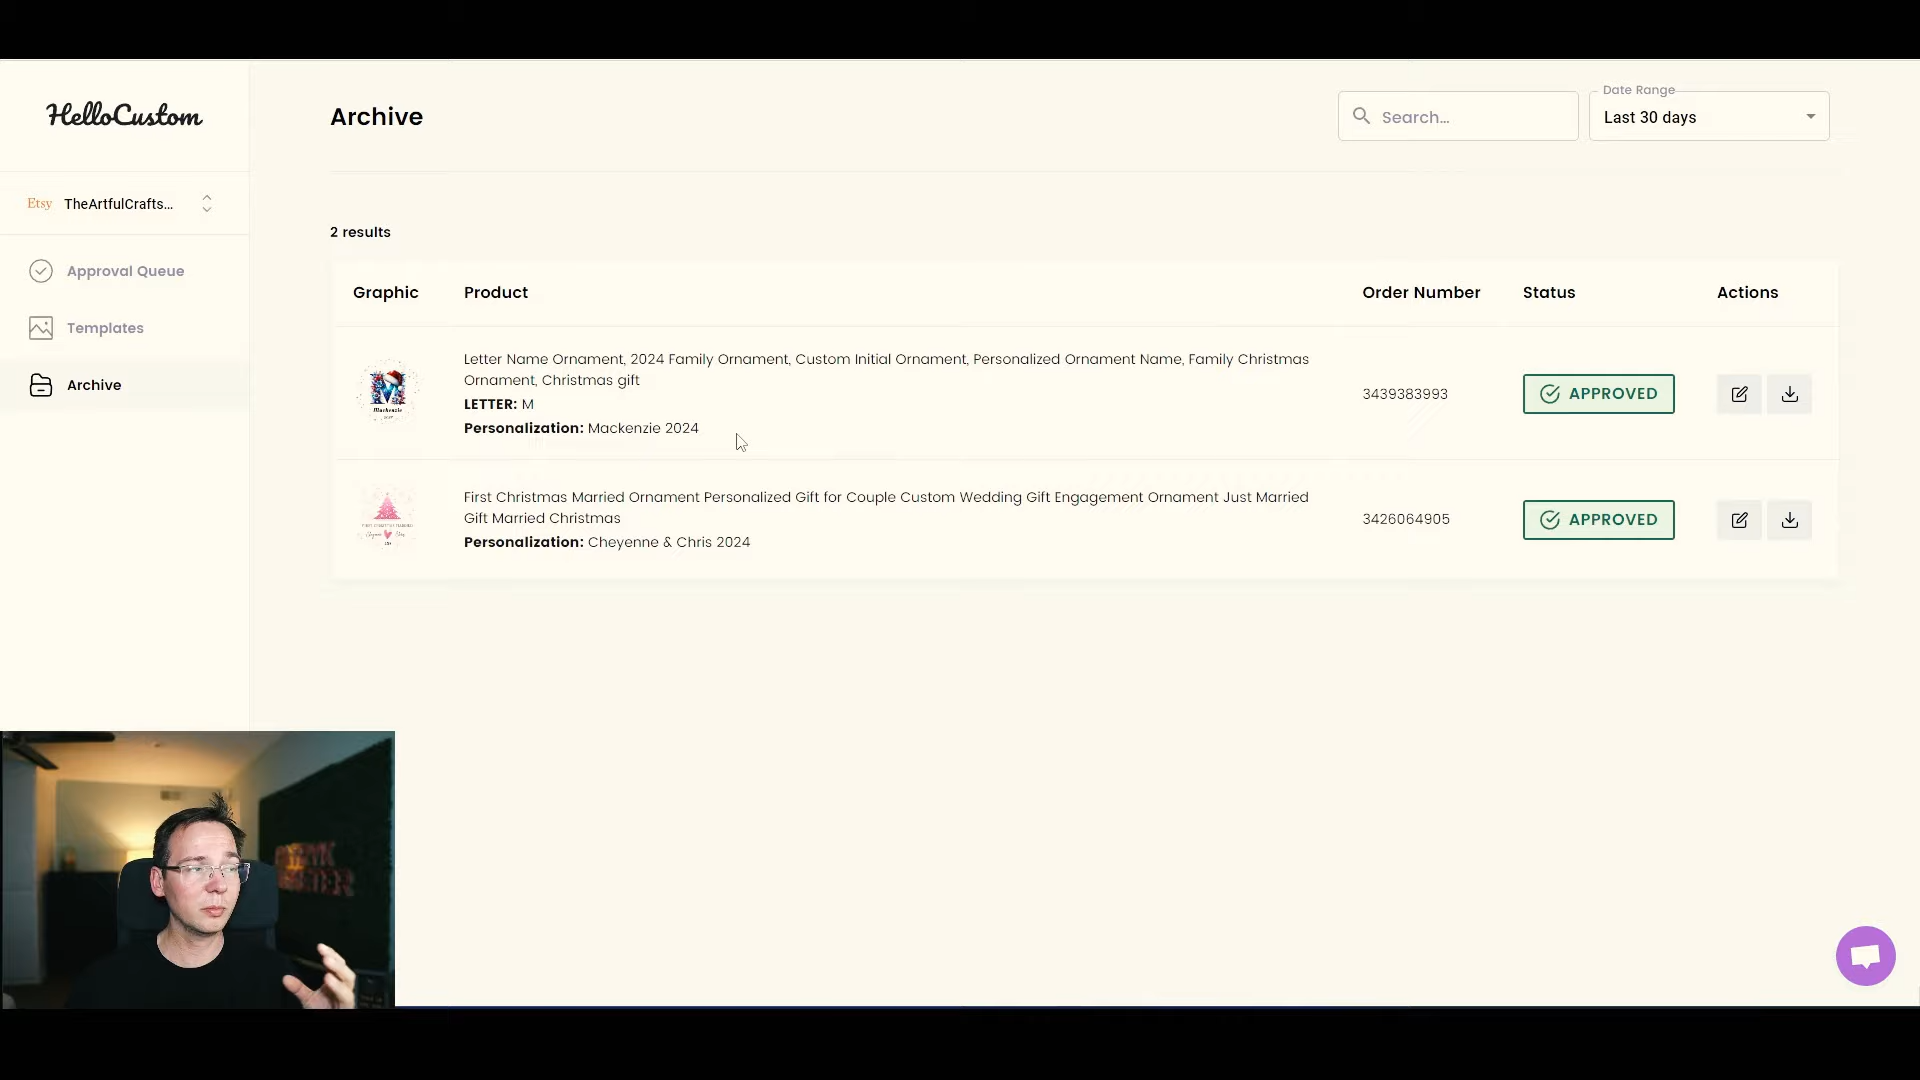 HelloCustom
Archive
Search...
Date Range
Last 30 days
Etsy TheArtfulCrafts...
Approval Queue
Templates
Archive
2 results
Graphic Product Order Number Status Actions
Letter Name Ornament, 2024 Family Ornament, Custom Initial Ornament, Personalized Ornament Name, Family Christmas
Ornament, Christmas gift
LETTER: M
Personalization: Mackenzie 2024
3439383993
APPROVED
M
Mackenzie
First Christmas Married Ornament Personalized Gift for Couple Custom Wedding Gift Engagement Ornament Just Married
Gift Married Christmas
Personalization: Cheyenne & Chris 2024
3426064905
APPROVED